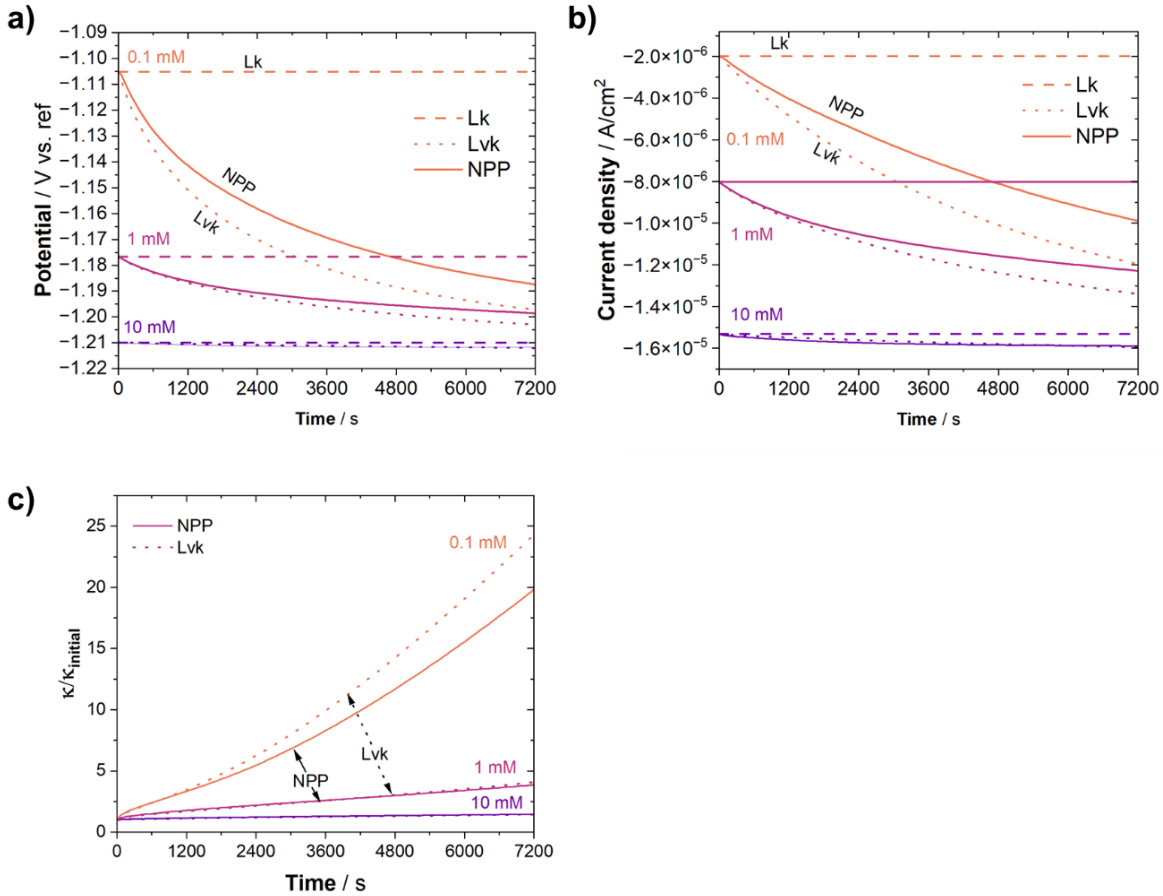 a)
−1.09
−1.10
−1.11
−1.12
−1.13
−1.14
−1.15
−1.16
−1.17
−1.18
−1.19
−1.20
−1.21
−1.22
Potential / V vs. ref
0.1 mM
Lk
Lk
Lvk
NPP
NPP
Lvk
1 mM
10 mM
0 1200 2400 3600 4800 6000 7200
Time / s
b)
−2.0×10⁻⁶
−4.0×10⁻⁶
−6.0×10⁻⁶
−8.0×10⁻⁶
−1.0×10⁻⁵
−1.2×10⁻⁵
−1.5×10⁻⁵
−1.6×10⁻⁵
Current density / A/cm²
Lk
Lk
Lvk
NPP
NPP
0.1 mM
Lvk
1 mM
10 mM
0 1200 2400 3600 4800 6000 7200
Time / s
c)
25
20
15
10
5
0
κ/κinitial
NPP
Lvk
0.1 mM
Lvk
NPP
1 mM
10 mM
0 1200 2400 3600 4800 6000 7200
Time / s